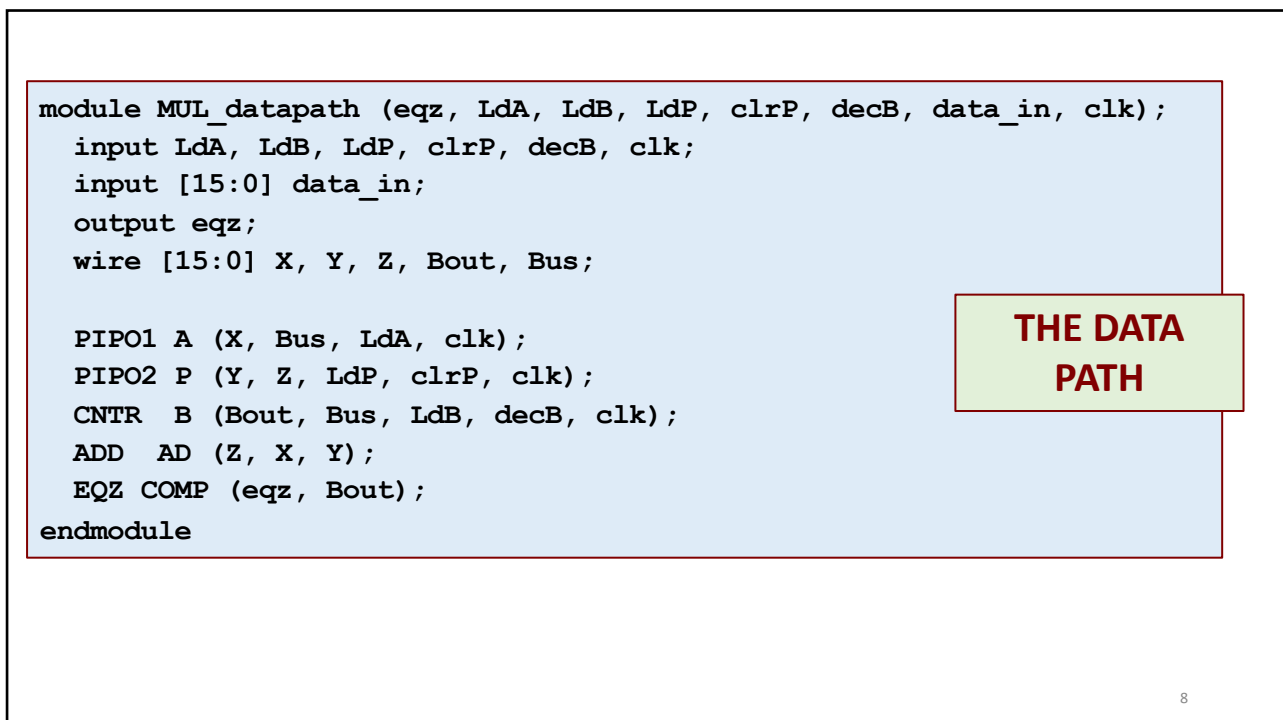 module MUL_datapath (eqz, LdA, LdB, LdP, clrP, decB, data_in, clk);
input LdA, LdB, LdP, clrP, decB, clk;
input [15:0] data_in;
output eqz;
wire [15:0] X, Y, Z, Bout, Bus;
PIPO1 A (X, Bus, LdA, clk);
PIPO2 P (Y, Z, LdP, clrP, clk);
CNTR B (Bout, Bus, LdB, decB, clk);
ADD AD (Z, X, Y);
EQZ COMP (eqz, Bout);
endmodule
THE DATA
PATH
8